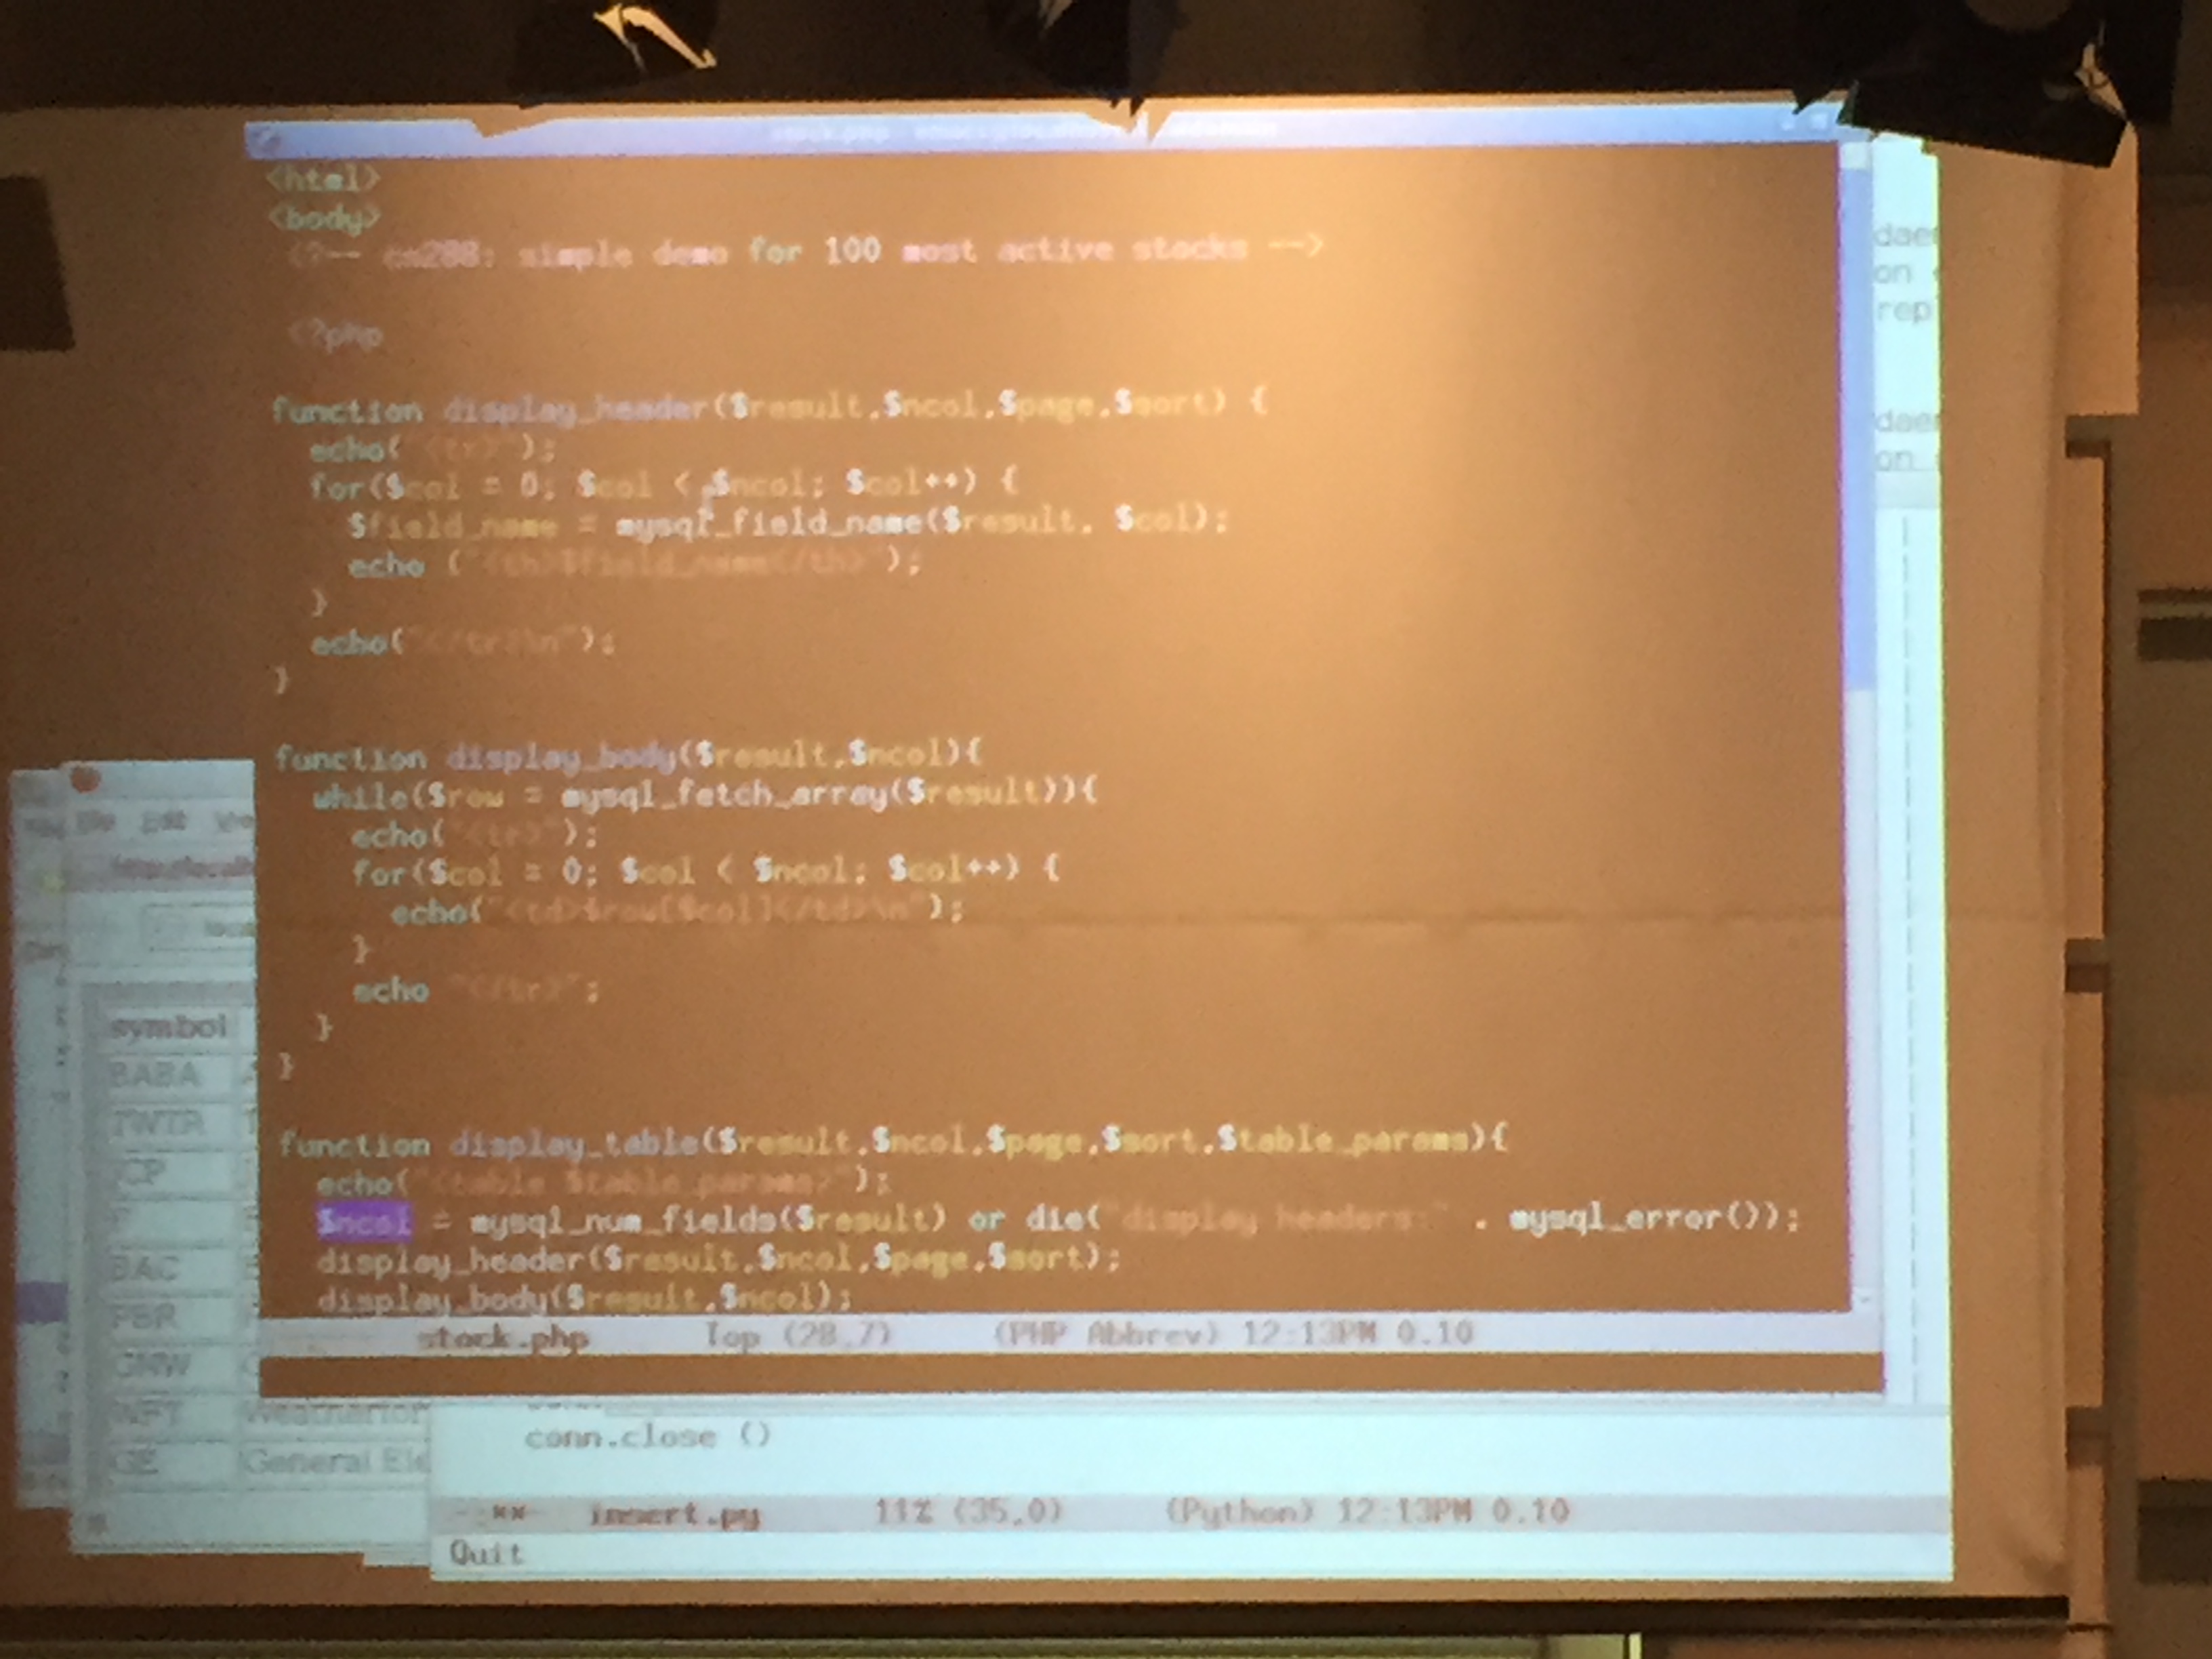 <html>
<body>
<?-- cs288: simple demo for 100 most active stocks -->
<?php
function display_header($result,$ncol,$page,$sort) {
echo("<tr>");
for($col = 0; $col < $ncol; $col++) {
$field_name = mysql_field_name($result, $col);
echo ("<th>$field_name</th>");
}
echo("</tr>\n");
}
function display_body($result,$ncol){
while($row = mysql_fetch_array($result)){
echo("<tr>");
for($col = 0; $col < $ncol; $col++) {
echo("<td>$row[$col]</td>\n");
}
echo "</tr>";
}
}
function display_table($result,$ncol,$page,$sort,$table_params){
echo("<table $table_params>");
$ncol = mysql_num_fields($result) or die("display headers:" . mysql_error());
display_header($result,$ncol,$page,$sort);
display_body($result,$ncol);
stock.php Top (28,7) (PHP Abbrev) 12:13PM 0.10
daem
on
rep
daem
on
Edit
symbol
BABA
TWTR
JCP
F
BAC
PBR
GNW
WFT Weatherfor
GE General Ele
conn.close ()
-:** insert.py 11% (35,0) (Python) 12:13PM 0.10
Quit